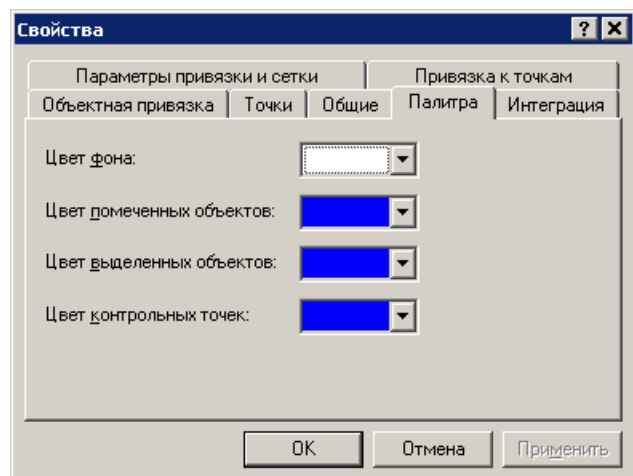 Свойства
Параметры привязки и сетки Привязка к точкам
Объектная привязка Точки Общие Палитра Интеграция
Цвет фона:
Цвет помеченных объектов:
Цвет выделенных объектов:
Цвет контрольных точек:
OK Отмена Применить